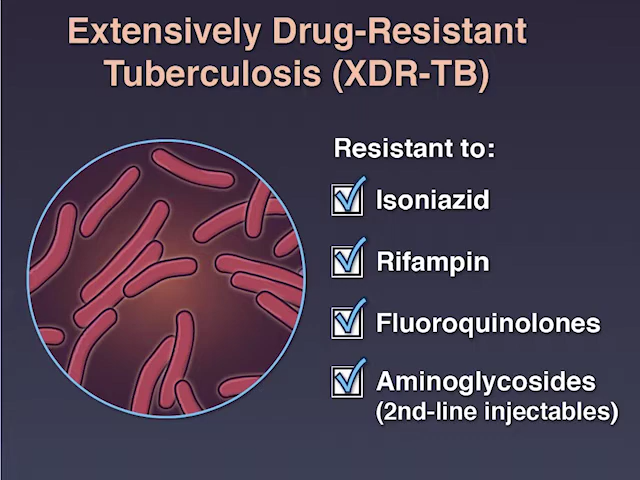 Extensively Drug-Resistant
Tuberculosis (XDR-TB)
Resistant to:
Isoniazid
Rifampin
Fluoroquinolones
Aminoglycosides
(2nd-line injectables)